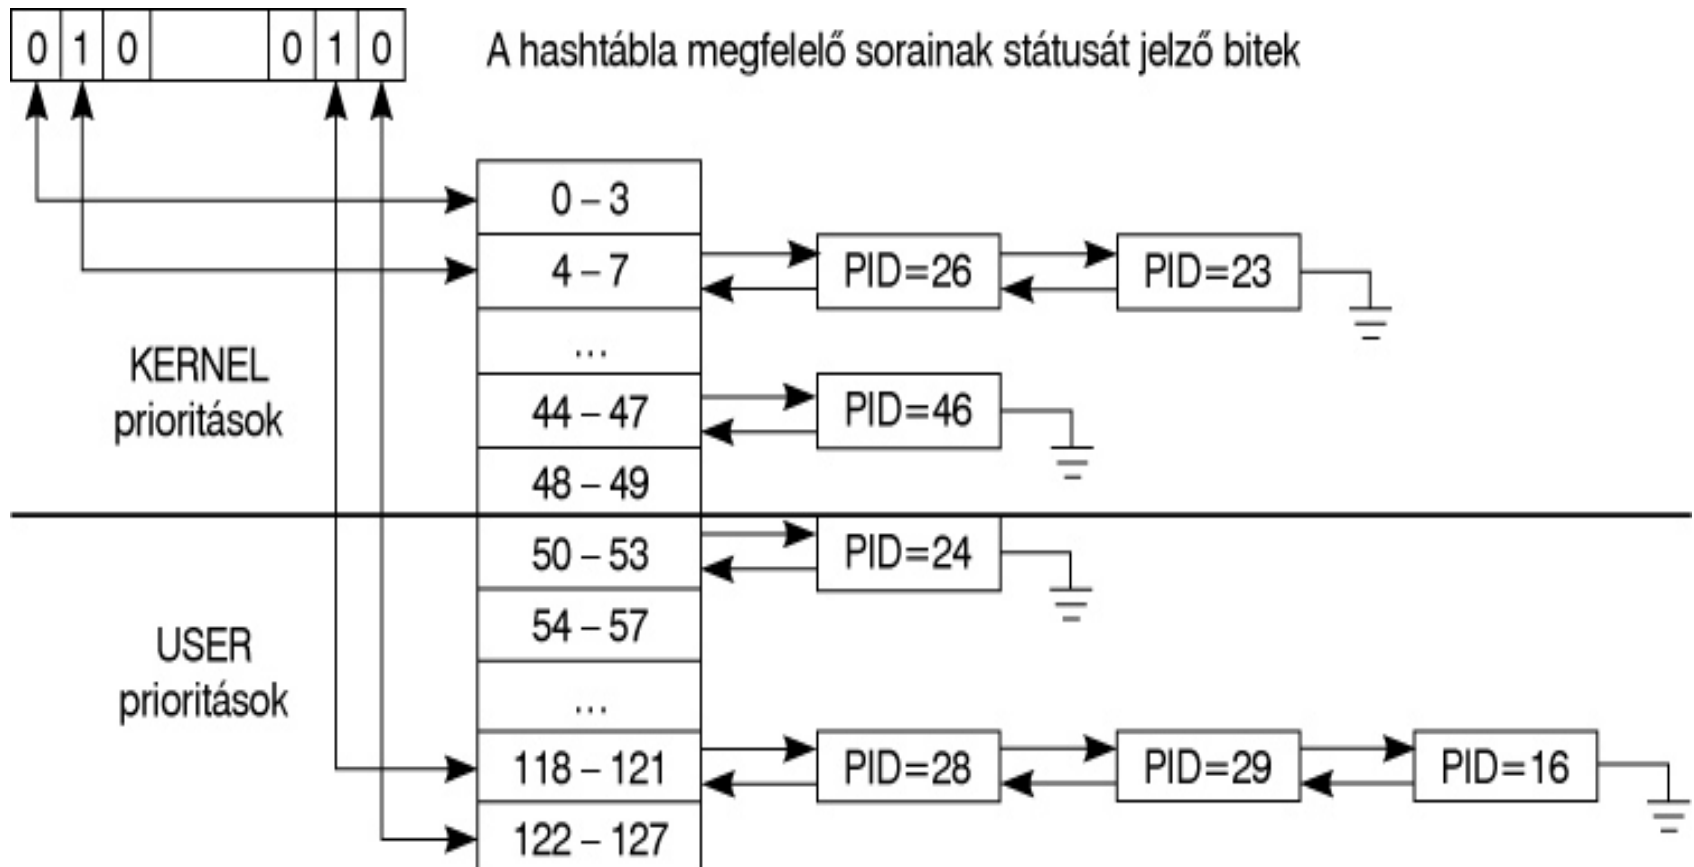 0 1 0 0 1 0
A hashtábla megfelelő sorainak státusát jelző bitek
0 – 3
4 – 7
PID=26
PID=23
...
KERNEL
prioritások
44 – 47
PID=46
48 – 49
50 – 53
PID=24
54 – 57
USER
prioritások
...
118 – 121
PID=28
PID=29
PID=16
122 – 127